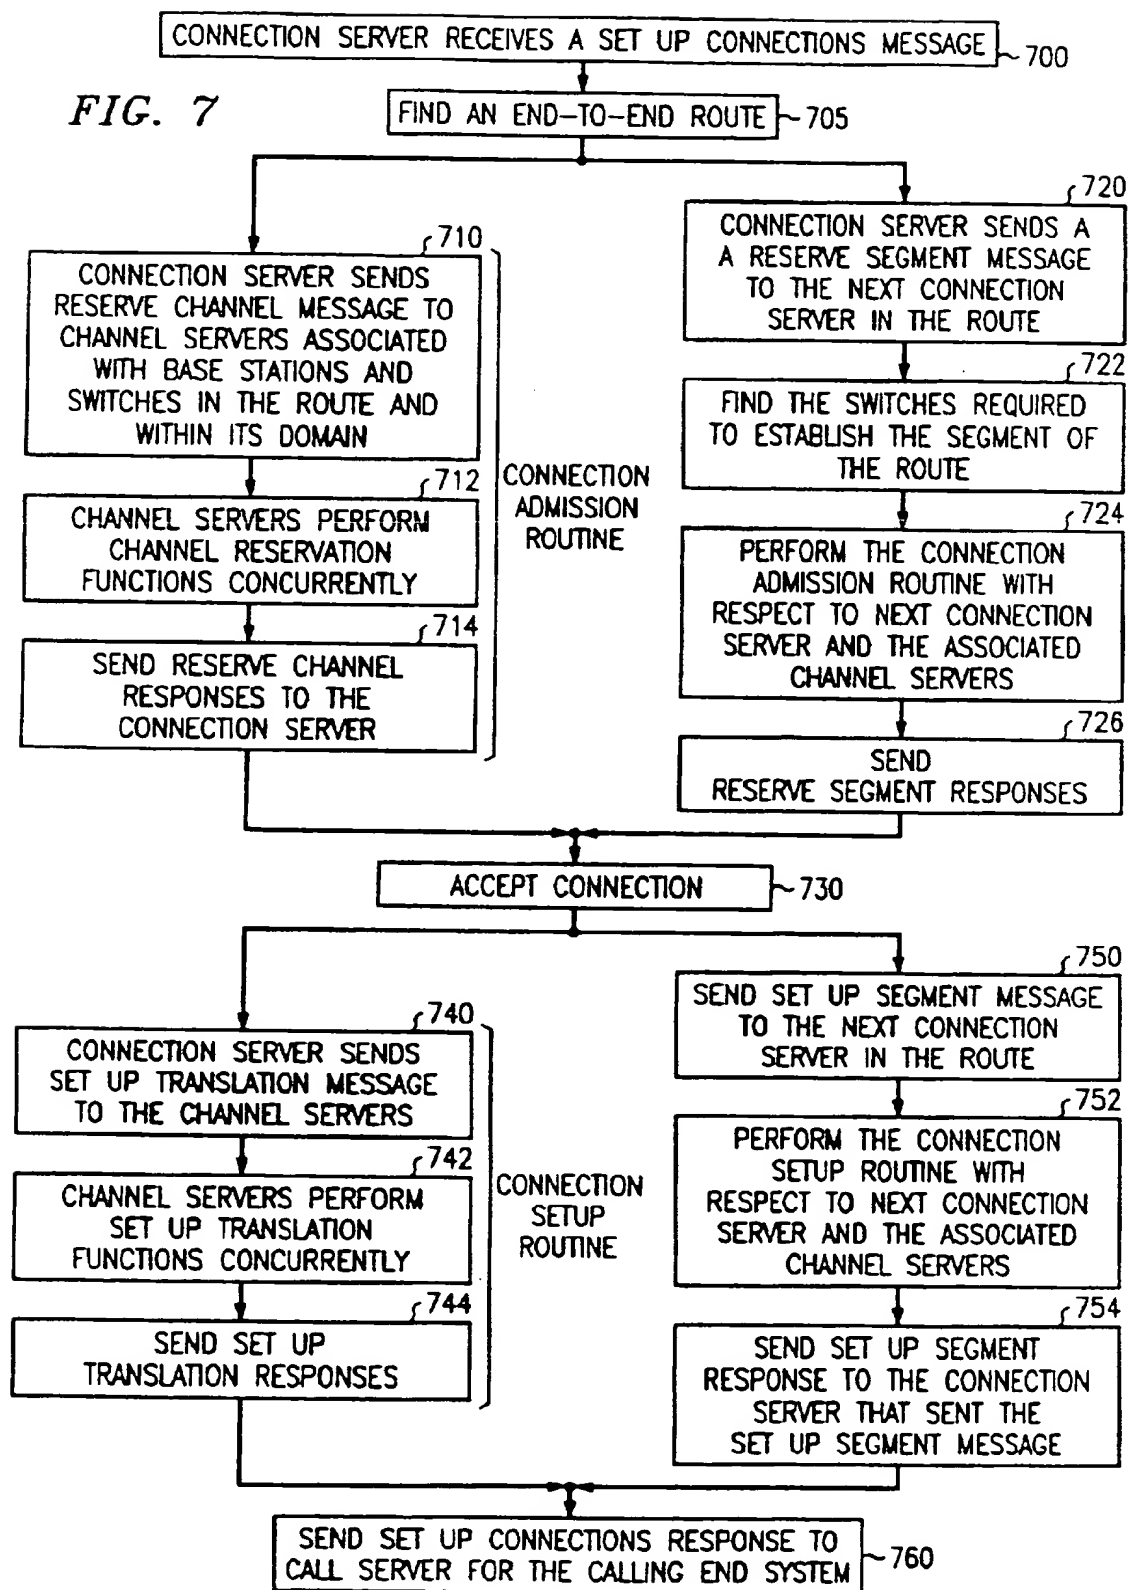 CONNECTION SERVER RECEIVES A SET UP CONNECTIONS MESSAGE
700
FIG. 7
FIND AN END-TO-END ROUTE
705
710
CONNECTION SERVER SENDS
RESERVE CHANNEL MESSAGE TO
CHANNEL SERVERS ASSOCIATED
WITH BASE STATIONS AND
SWITCHES IN THE ROUTE AND
WITHIN ITS DOMAIN
712
CHANNEL SERVERS PERFORM
CHANNEL RESERVATION
FUNCTIONS CONCURRENTLY
714
SEND RESERVE CHANNEL
RESPONSES TO THE
CONNECTION SERVER
CONNECTION
ADMISSION
ROUTINE
720
CONNECTION SERVER SENDS A
A RESERVE SEGMENT MESSAGE
TO THE NEXT CONNECTION
SERVER IN THE ROUTE
722
FIND THE SWITCHES REQUIRED
TO ESTABLISH THE SEGMENT OF
THE ROUTE
724
PERFORM THE CONNECTION
ADMISSION ROUTINE WITH
RESPECT TO NEXT CONNECTION
SERVER AND THE ASSOCIATED
CHANNEL SERVERS
726
SEND
RESERVE SEGMENT RESPONSES
ACCEPT CONNECTION
730
740
CONNECTION SERVER SENDS
SET UP TRANSLATION MESSAGE
TO THE CHANNEL SERVERS
742
CHANNEL SERVERS PERFORM
SET UP TRANSLATION
FUNCTIONS CONCURRENTLY
744
SEND SET UP
TRANSLATION RESPONSES
CONNECTION
SETUP
ROUTINE
750
SEND SET UP SEGMENT MESSAGE
TO THE NEXT CONNECTION
SERVER IN THE ROUTE
752
PERFORM THE CONNECTION
SETUP ROUTINE WITH
RESPECT TO NEXT CONNECTION
SERVER AND THE ASSOCIATED
CHANNEL SERVERS
754
SEND SET UP SEGMENT
RESPONSE TO THE CONNECTION
SERVER THAT SENT THE
SET UP SEGMENT MESSAGE
SEND SET UP CONNECTIONS RESPONSE TO
CALL SERVER FOR THE CALLING END SYSTEM
760